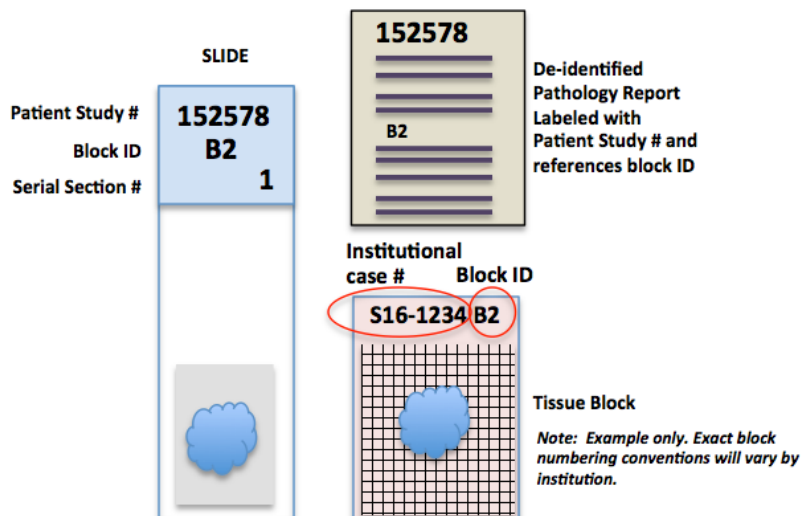 SLIDE
Patient Study #
152578
Block ID
B2
Serial Section #
1
152578
B2
De-identified
Pathology Report
Labeled with
Patient Study # and
references block ID
Institutional
case #
Block ID
S16-1234 B2
Tissue Block
Note: Example only. Exact block
numbering conventions will vary by
institution.